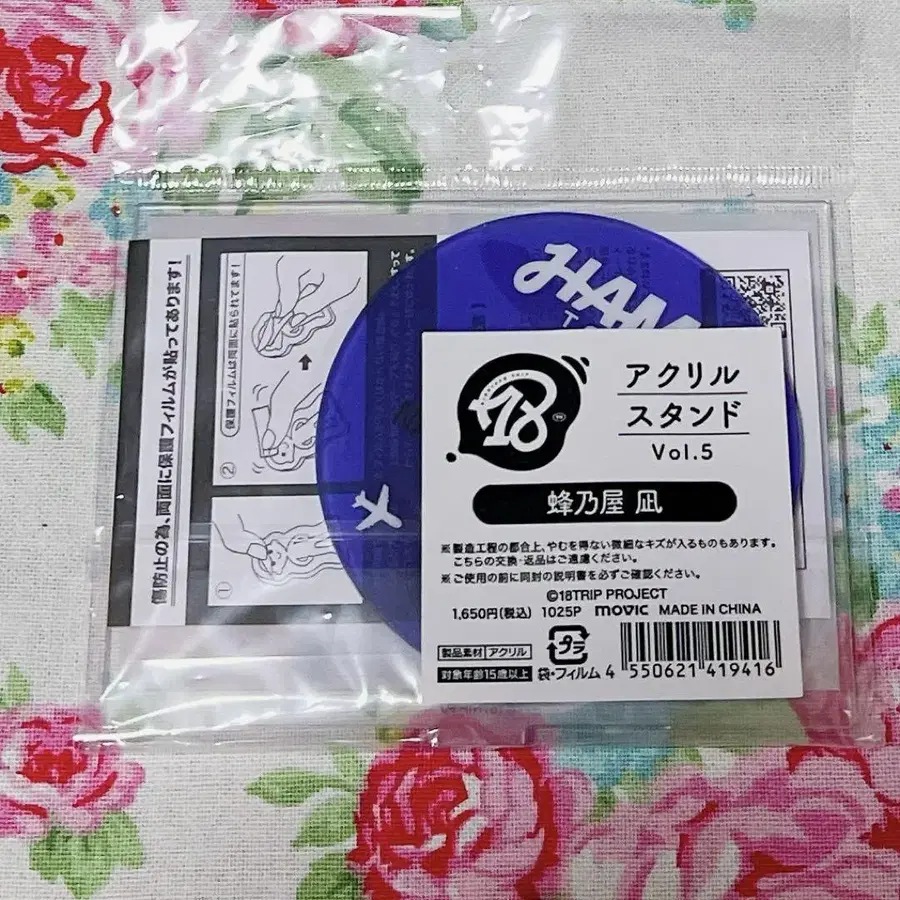 傷防止の為、両面に保護フィルムが貼ってあります!
保護フィルムは両面に貼られてます!
②
①
HAM
18
アクリル
スタンド
Vol.5
蜂乃屋 凪
※製造工程の都合上、やむを得ない微細なキズが入るものもあります。
こちらの交換・返品はご遠慮ください。
※ご使用の前に同封の説明書を必ずご確認ください。
©18TRIP PROJECT
1,650円(税込) 1025P movic MADE IN CHINA
製品素材 アクリル
対象年齢15歳以上
プラ
袋・フィルム
4 550621 419416